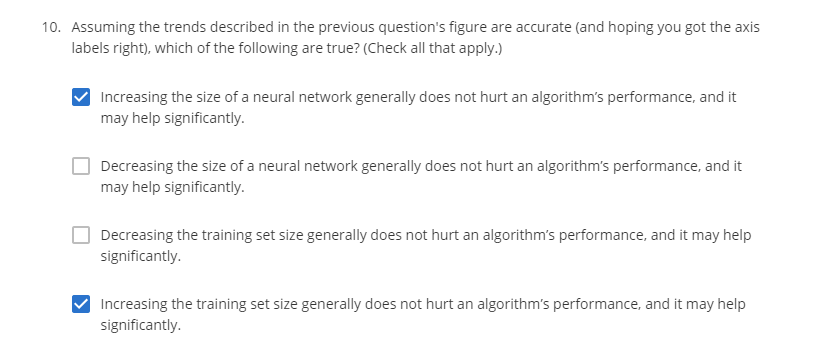 10. Assuming the trends described in the previous question's figure are accurate (and hoping you got the axis
labels right), which of the following are true? (Check all that apply.)
Increasing the size of a neural network generally does not hurt an algorithm’s performance, and it
may help significantly.
Decreasing the size of a neural network generally does not hurt an algorithm’s performance, and it
may help significantly.
Decreasing the training set size generally does not hurt an algorithm’s performance, and it may help
significantly.
Increasing the training set size generally does not hurt an algorithm’s performance, and it may help
significantly.